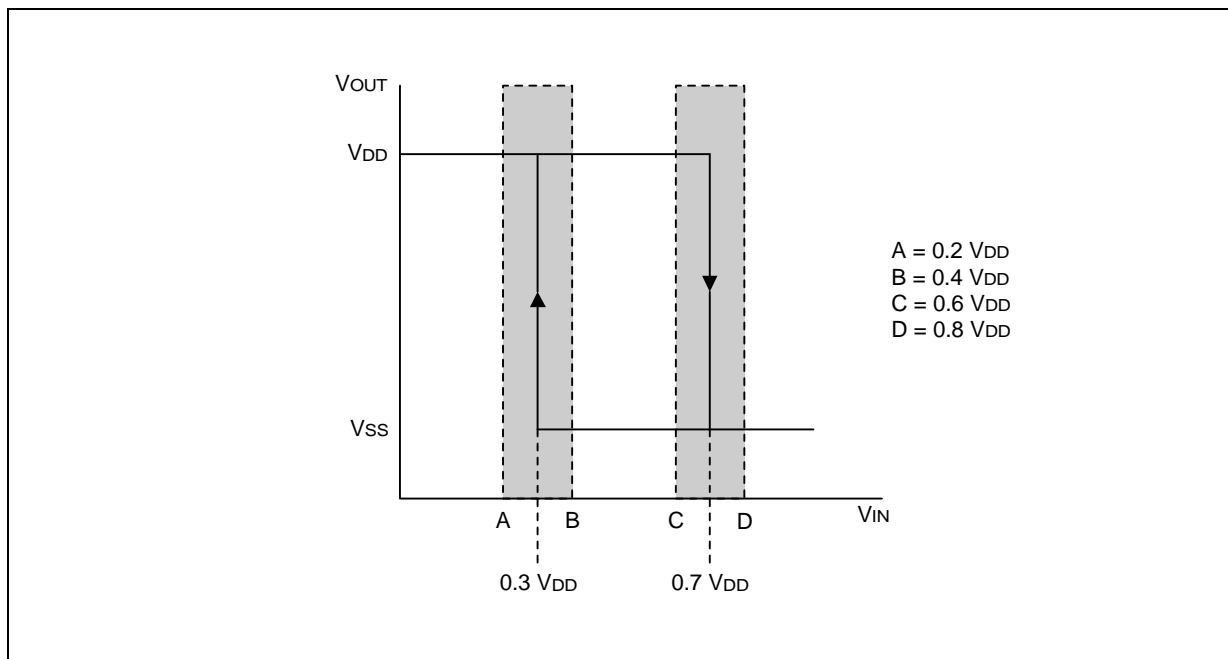 VOUT
VDD
A = 0.2 VDD
B = 0.4 VDD
C = 0.6 VDD
D = 0.8 VDD
VSS
A B C D VIN
0.3 VDD 0.7 VDD